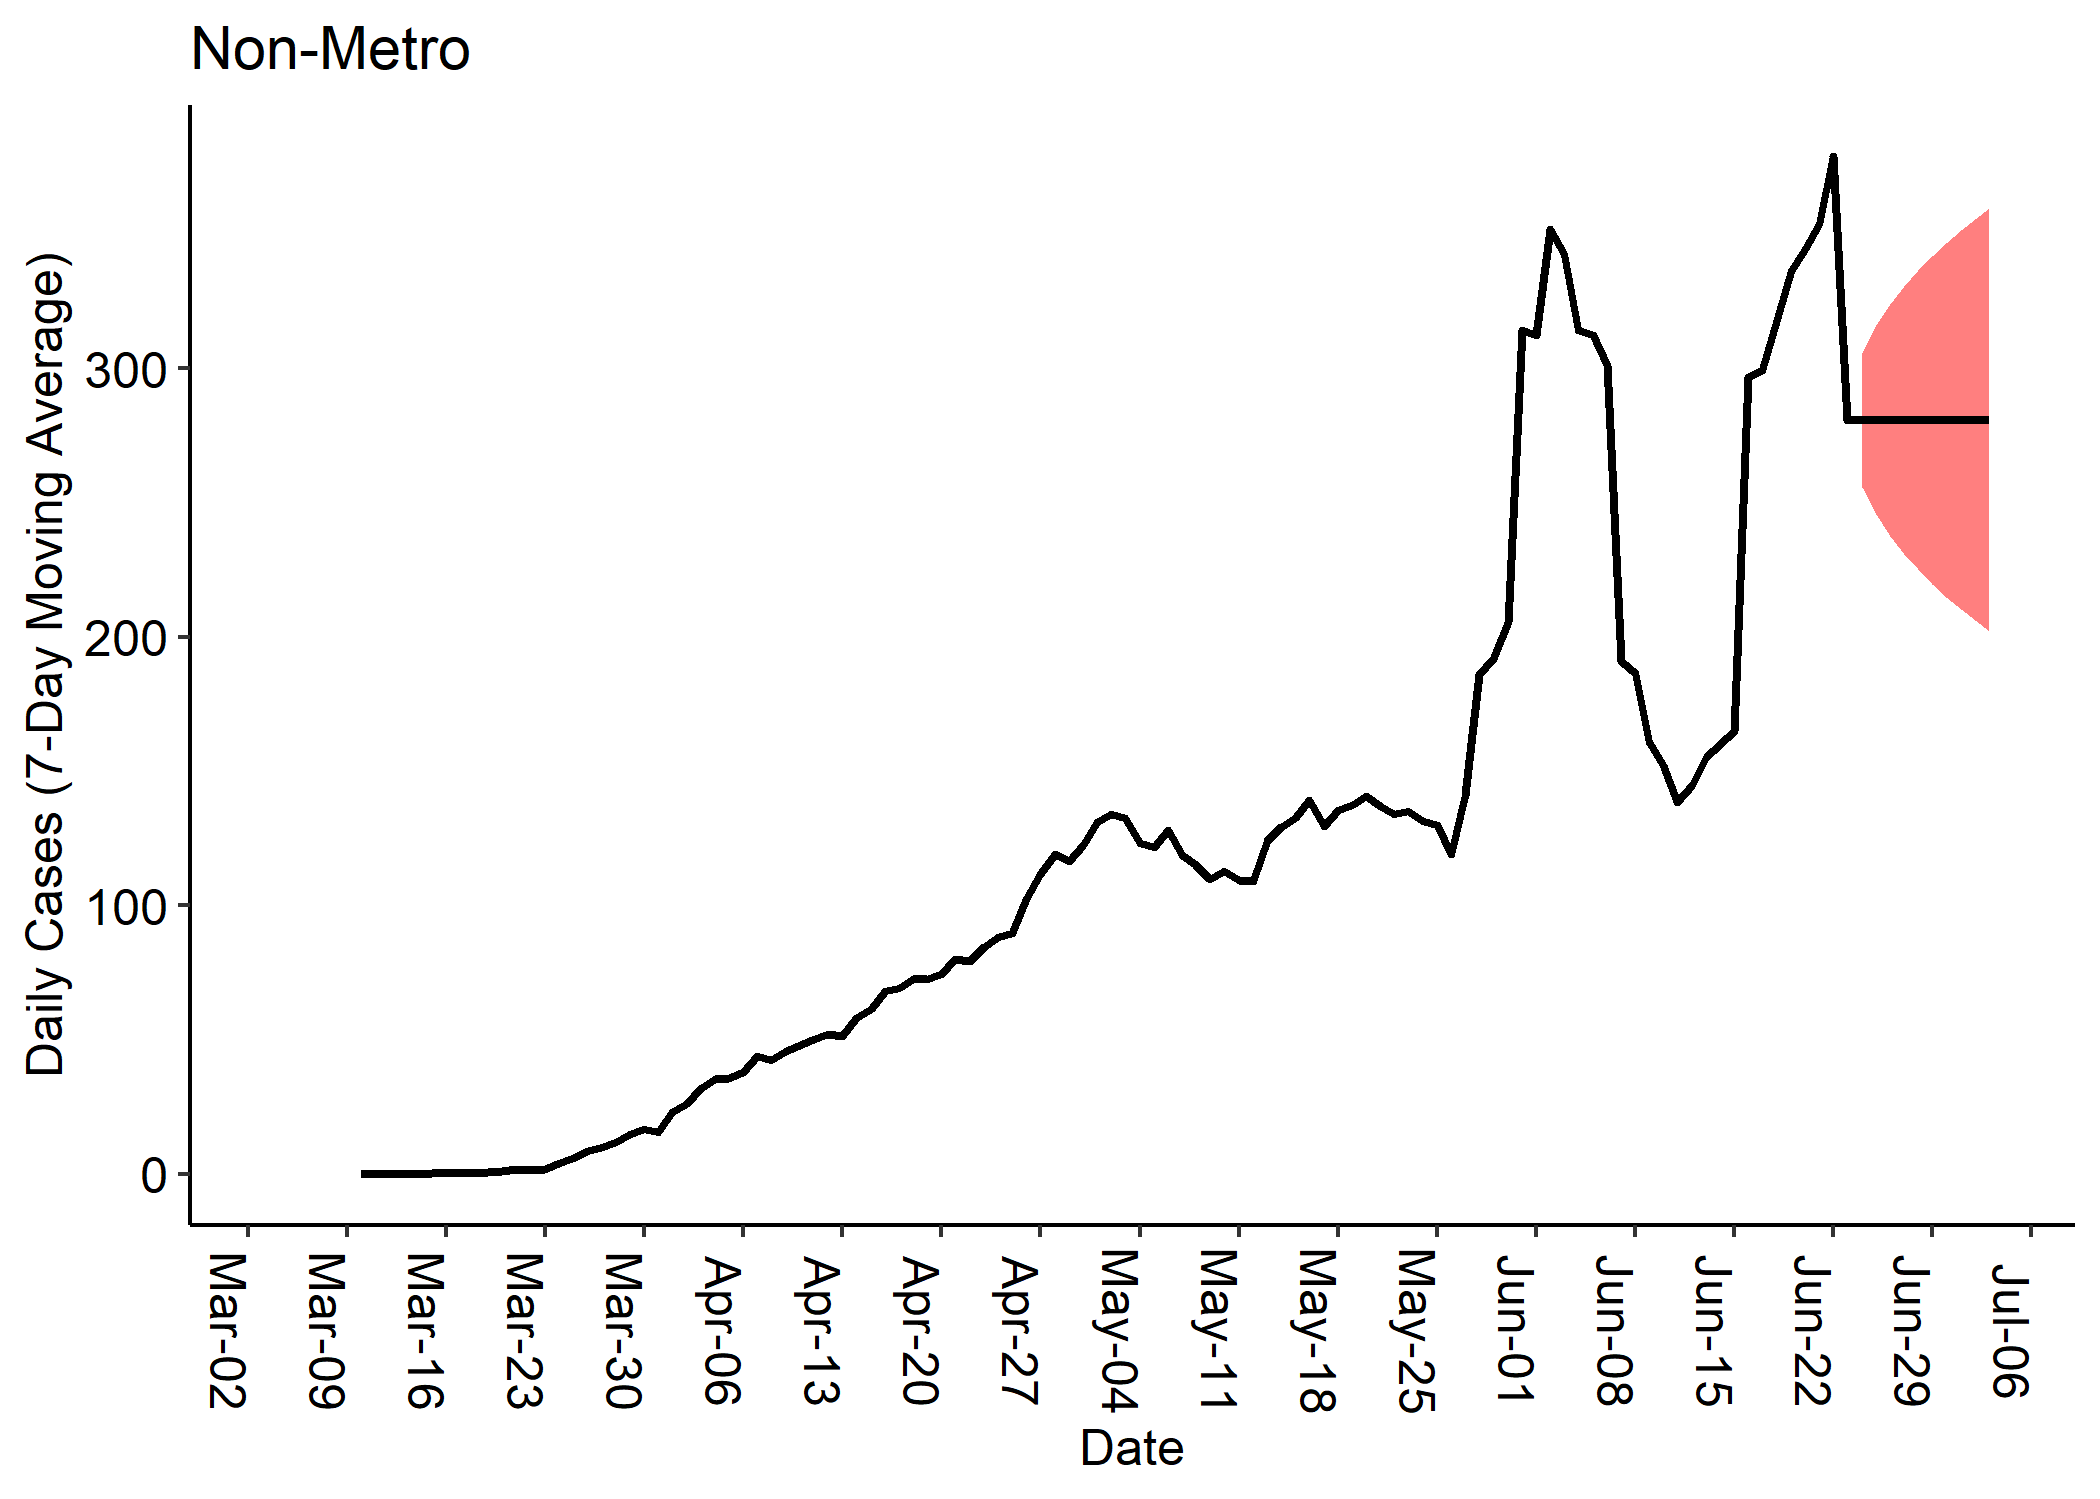 Non-Metro
Daily Cases (7-Day Moving Average)
300
200
100
0
Mar-02
Mar-09
Mar-16
Mar-23
Mar-30
Apr-06
Apr-13
Apr-20
Apr-27
May-04
May-11
May-18
May-25
Jun-01
Jun-08
Jun-15
Jun-22
Jun-29
Jul-06
Date